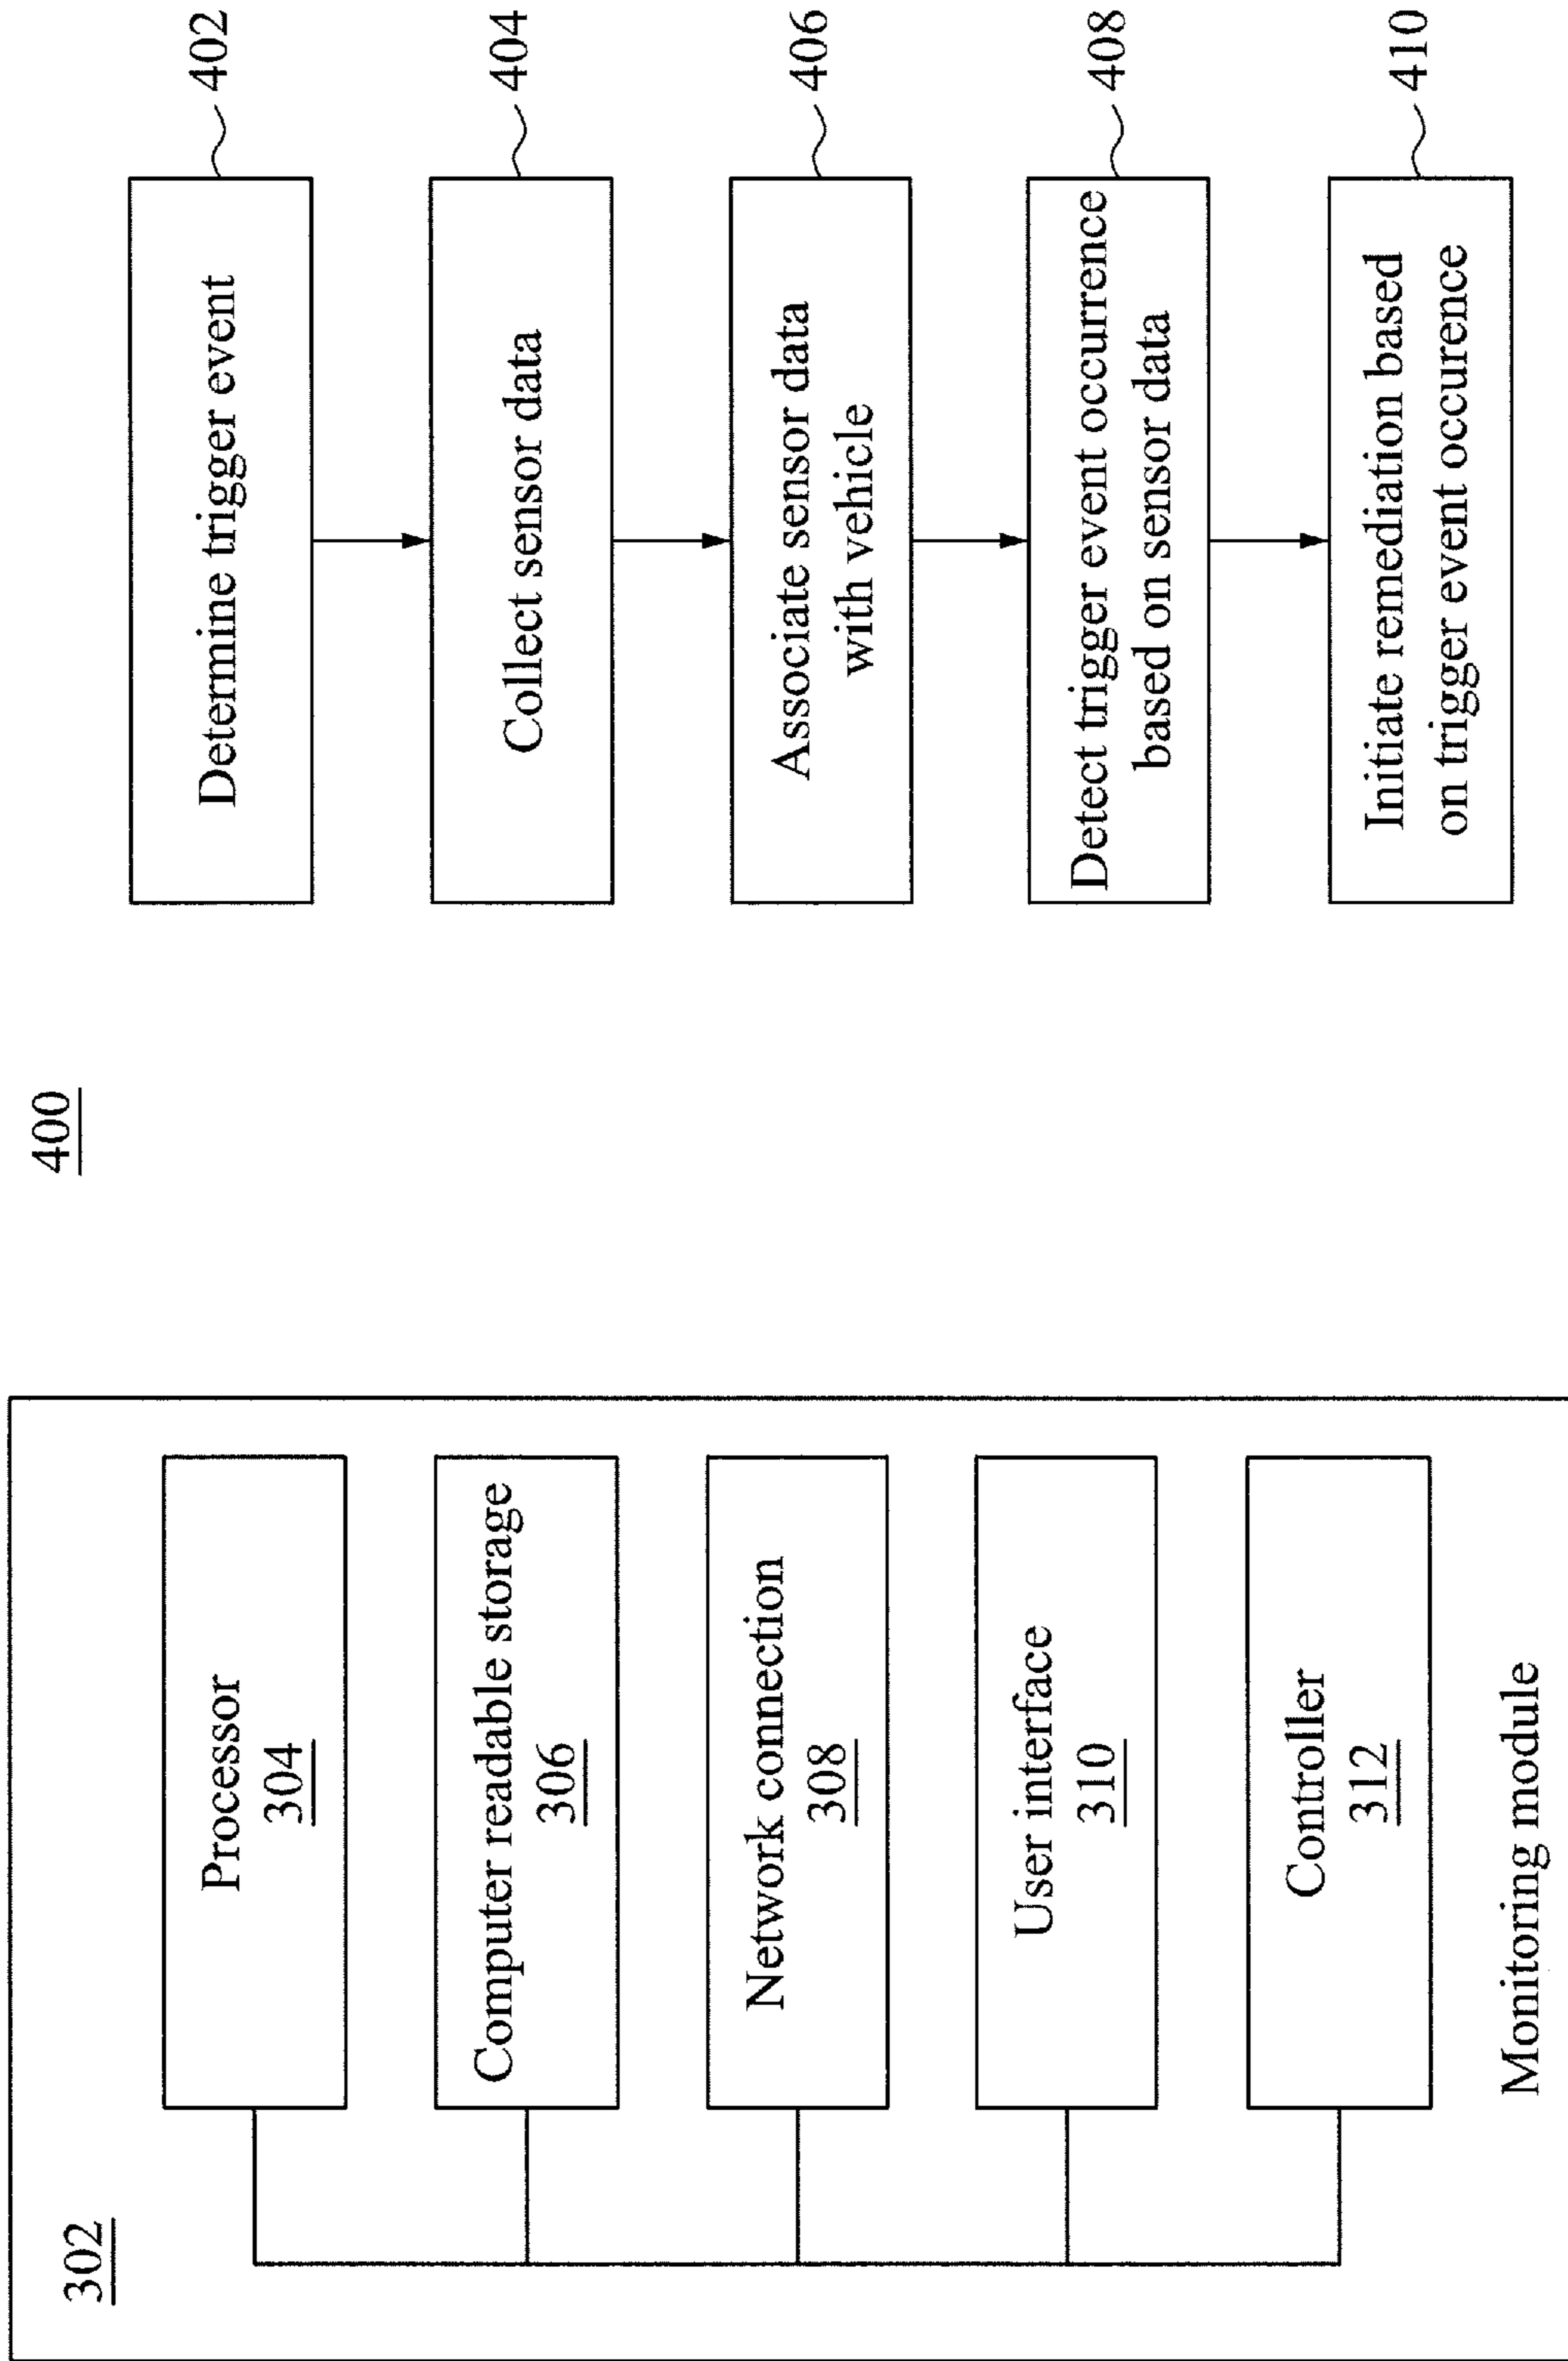 302
Processor
304
Computer readable storage
306
Network connection
308
User interface
310
Controller
312
Monitoring module
400
Determine trigger event
402
Collect sensor data
404
Associate sensor data
with vehicle
406
Detect trigger event occurrence
based on sensor data
408
Initiate remediation based
on trigger event occurence
410